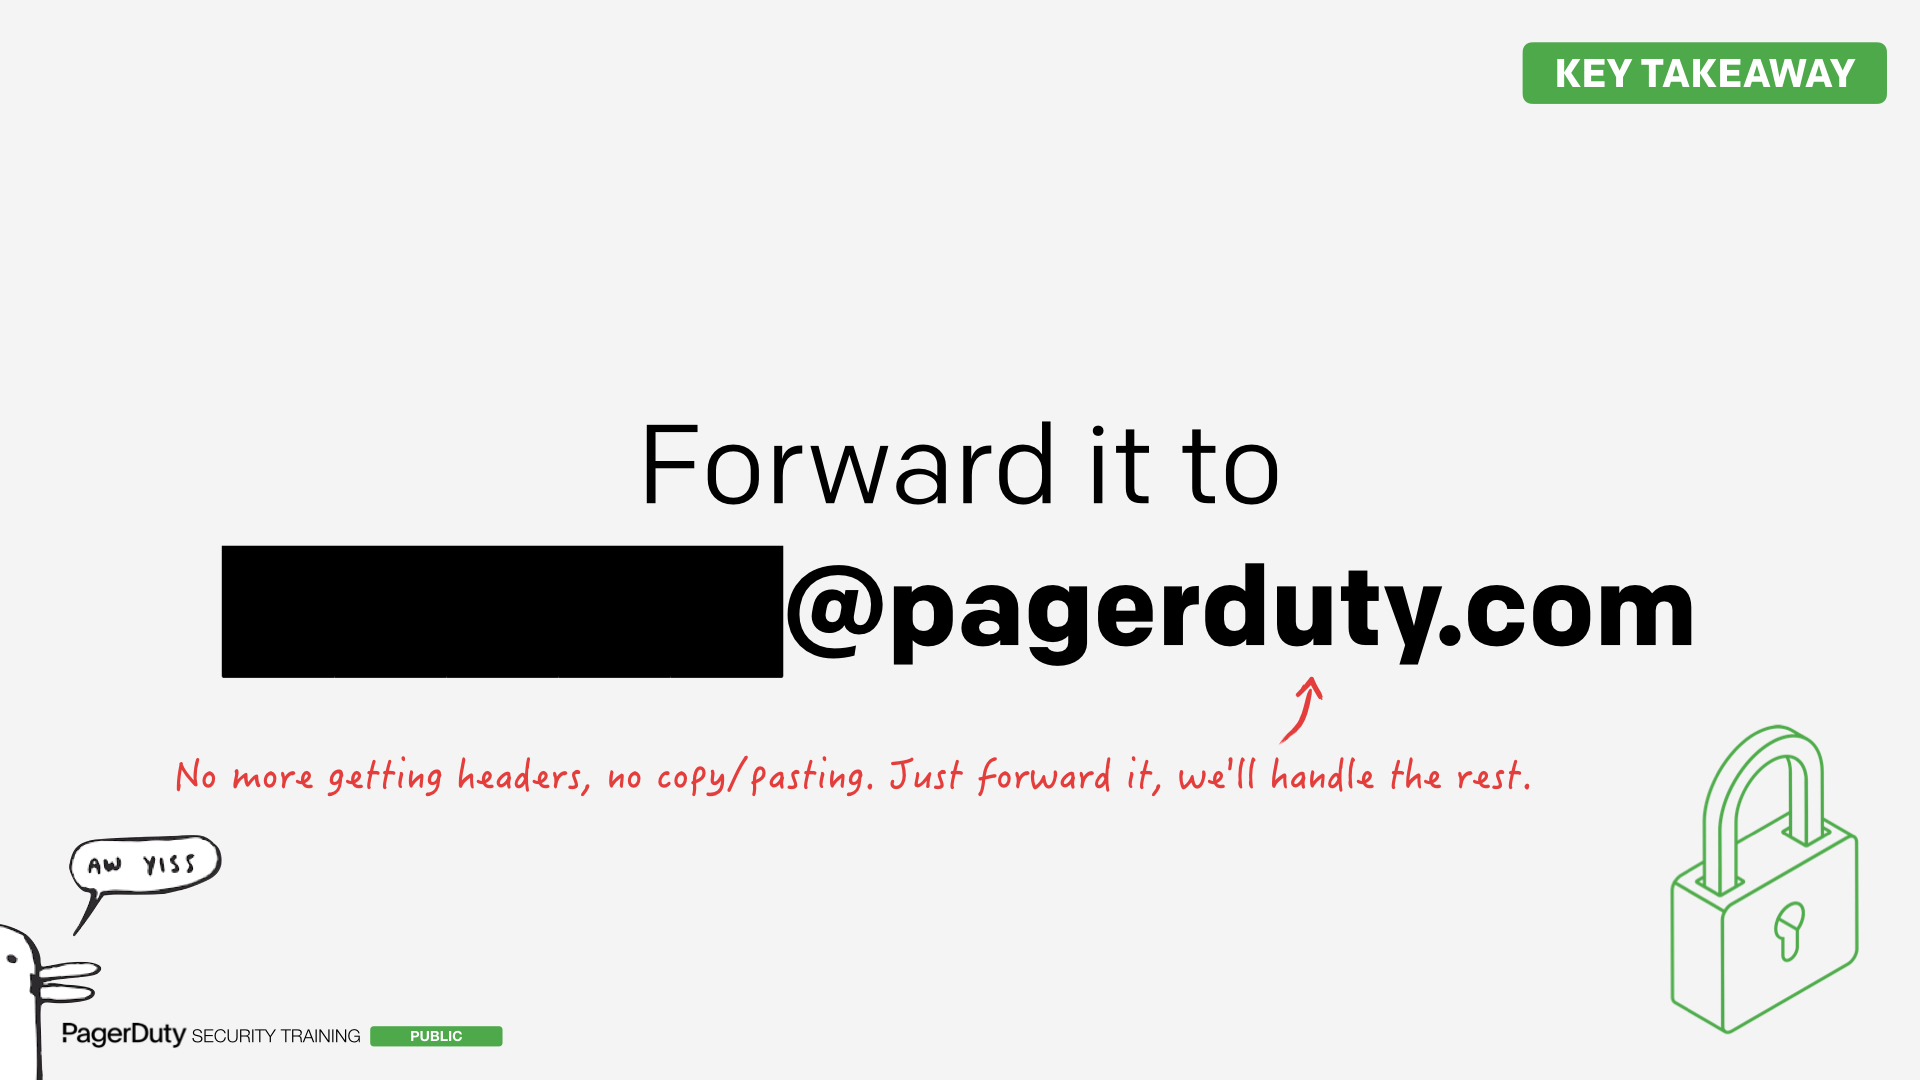 KEY TAKEAWAY
Forward it to
@pagerduty.com
No more getting headers, no copy/pasting. Just forward it, we'll handle the rest.
AW YISS
PagerDuty SECURITY TRAINING PUBLIC